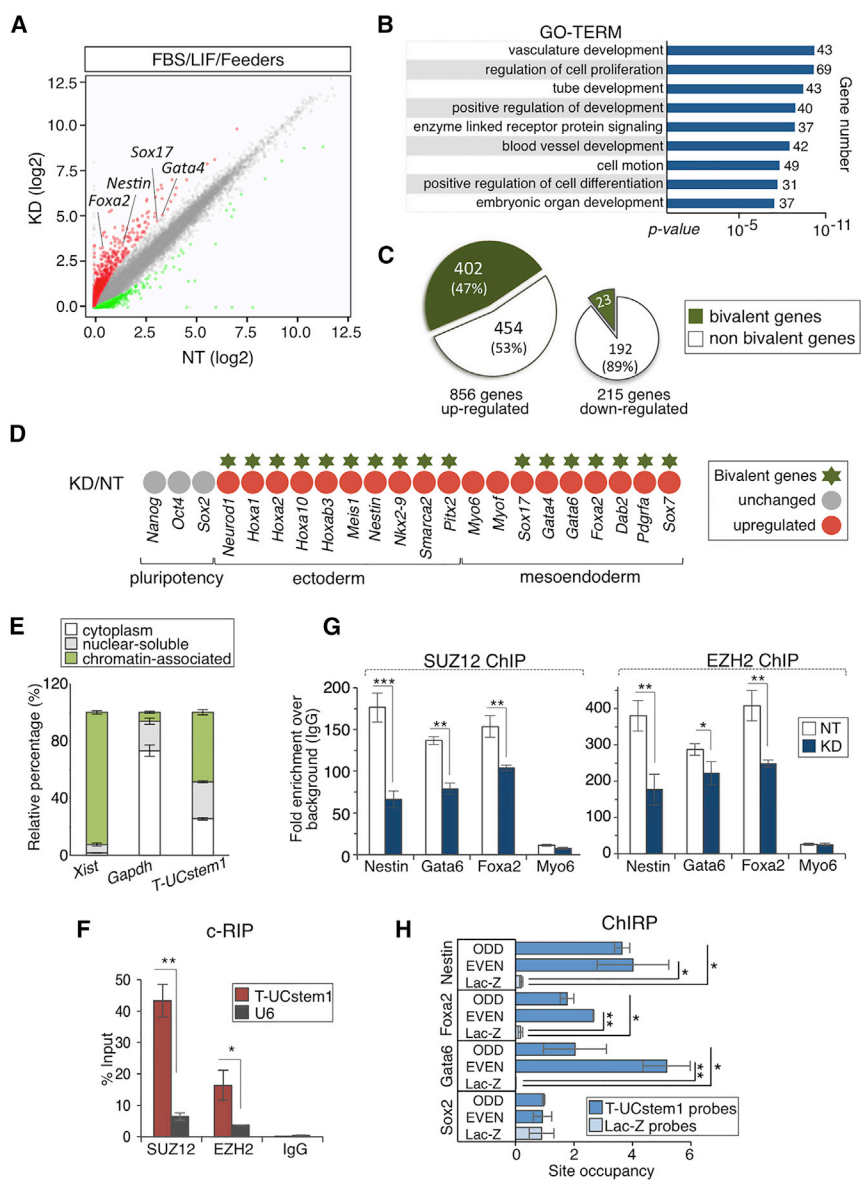 A
FBS/LIF/Feeders
12.5
10.0
7.5
5.0
2.5
0.0
KD (log2)
Foxa2
Nestin
Sox17
Gata4
0.0 2.5 5.0 7.5 10.0 12.5
NT (log2)
B
GO-TERM
vasculature development 43
regulation of cell proliferation 69
tube development 43
positive regulation of development 40
enzyme linked receptor protein signaling 37
blood vessel development 42
cell motion 49
positive regulation of cell differentiation 31
embryonic organ development 37
Gene number
p-value 10-5 10-11
C
402
(47%)
454
(53%)
856 genes
up-regulated
23
192
(89%)
215 genes
down-regulated
bivalent genes
non bivalent genes
D
KD/NT
Nanog
Oct4
Sox2
Neurod1
Hoxa1
Hoxa2
Hoxa10
Hoxab3
Meis1
Nestin
Nkx2-9
Smarca2
Pitx2
Myo6
Myof
Sox17
Gata4
Gata6
Foxa2
Dab2
Pdgrfa
Sox7
pluripotency
ectoderm
mesoendoderm
Bivalent genes
unchanged
upregulated
E
cytoplasm
nuclear-soluble
chromatin-associated
Relative percentage (%)
120
80
40
0
Xist
Gapdh
T-UCstem1
G
SUZ12 ChIP
Fold enrichment over
background (IgG)
200
150
100
50
0
***
**
**
Nestin Gata6 Foxa2 Myo6
EZH2 ChIP
400
300
200
100
0
**
*
**
Nestin Gata6 Foxa2 Myo6
NT
KD
F
c-RIP
% Input
50
40
30
20
10
0
**
*
T-UCstem1
U6
SUZ12 EZH2 IgG
H
ChIRP
Nestin
ODD
EVEN
Lac-Z
*
*
Foxa2
ODD
EVEN
Lac-Z
**
*
Gata6
ODD
EVEN
Lac-Z
**
*
Sox2
ODD
EVEN
Lac-Z
T-UCstem1 probes
Lac-Z probes
0 2 4 6
Site occupancy